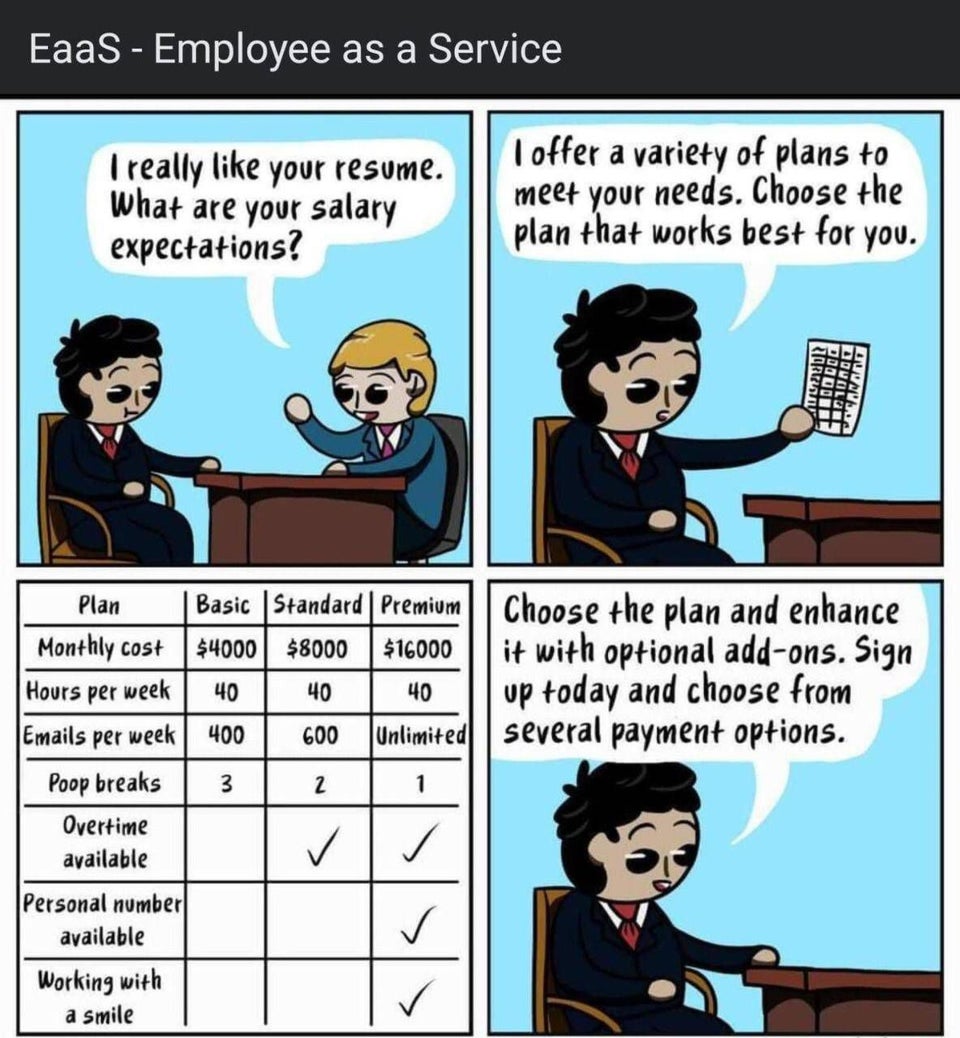 EaaS - Employee as a Service
I really like your resume.
What are your salary
expectations?
I offer a variety of plans to
meet your needs. Choose the
plan that works best for you.
Plan Basic Standard Premium
Monthly cost $4000 $8000 $16000
Hours per week 40 40 40
Emails per week 400 600 Unlimited
Poop breaks 3 2 1
Overtime
available ✓ ✓
Personal number
available ✓
Working with
a smile ✓
Choose the plan and enhance
it with optional add-ons. Sign
up today and choose from
several payment options.